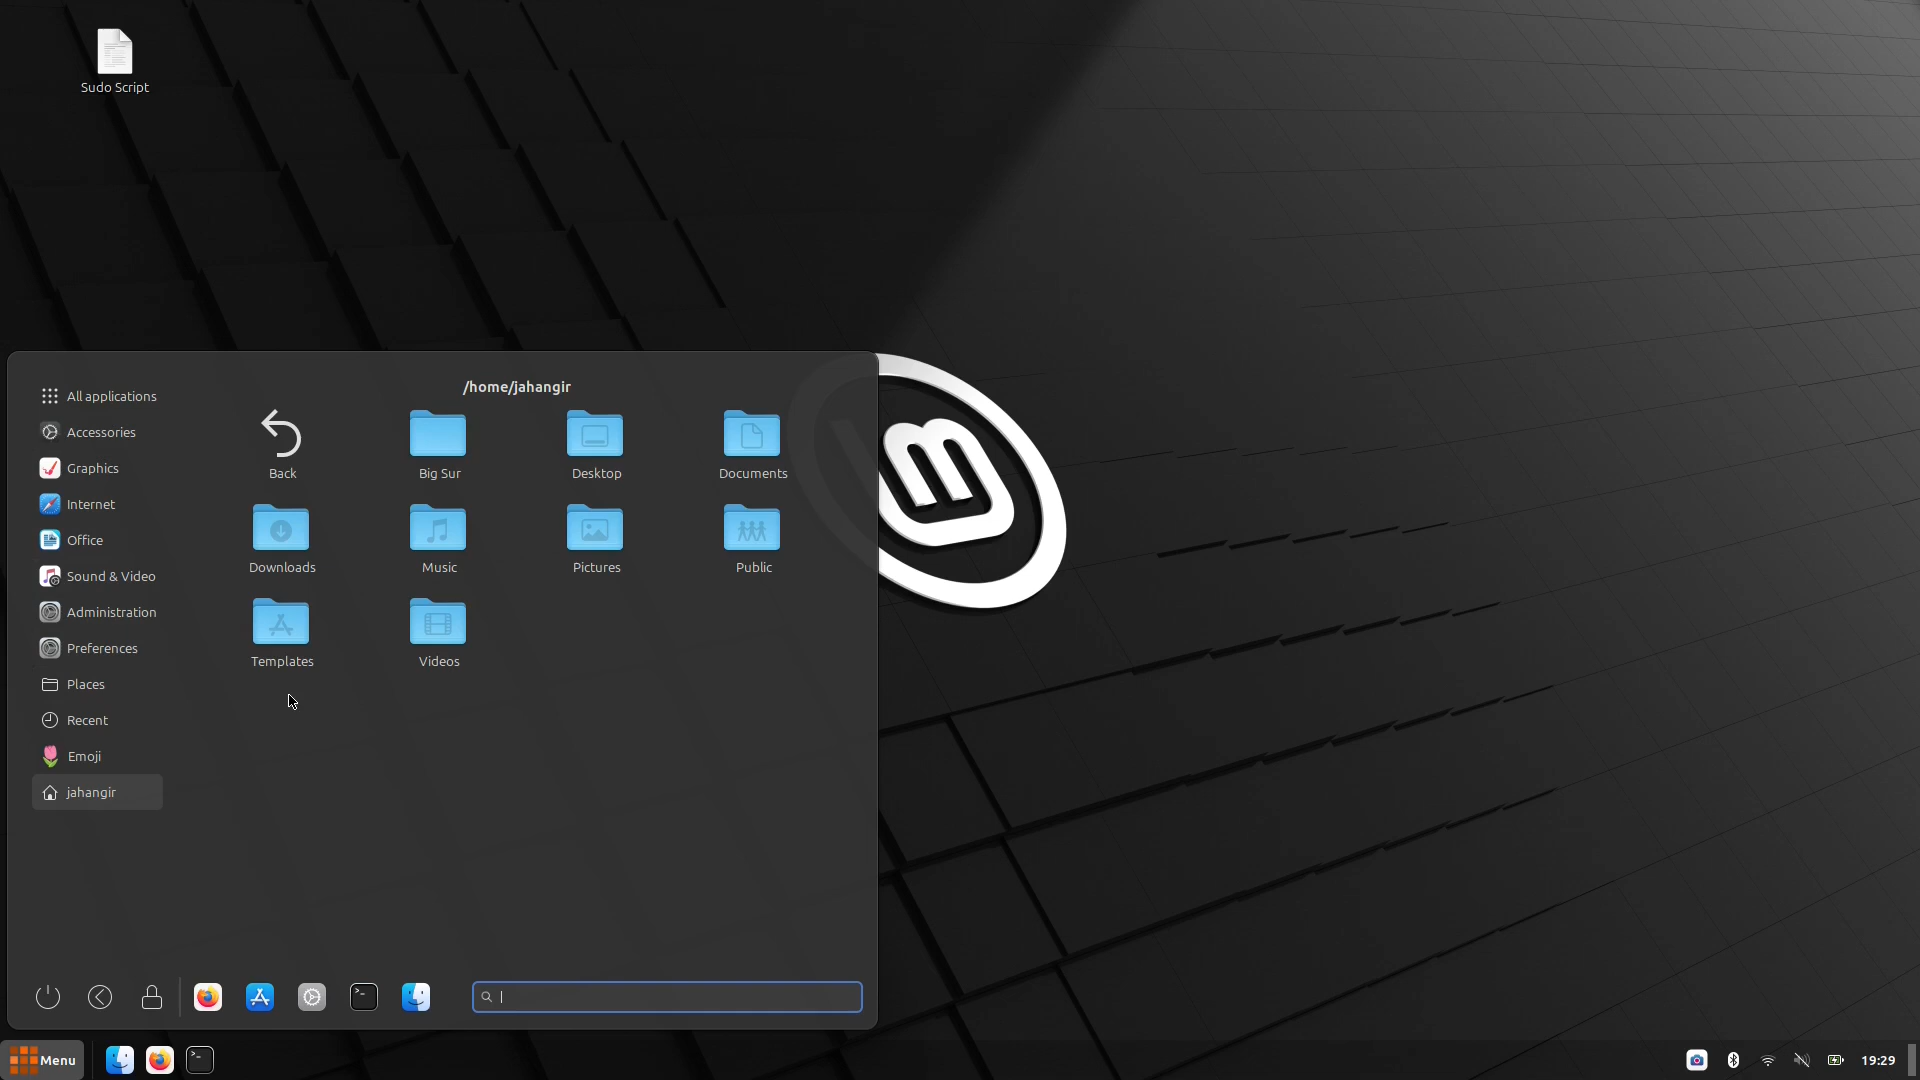 Sudo Script
/home/jahangir
All applications
Accessories
Graphics
Internet
Office
Sound & Video
Administration
Preferences
Places
Recent
Emoji
jahangir
Back
Big Sur
Desktop
Documents
Downloads
Music
Pictures
Public
Templates
Videos
Menu
19:29